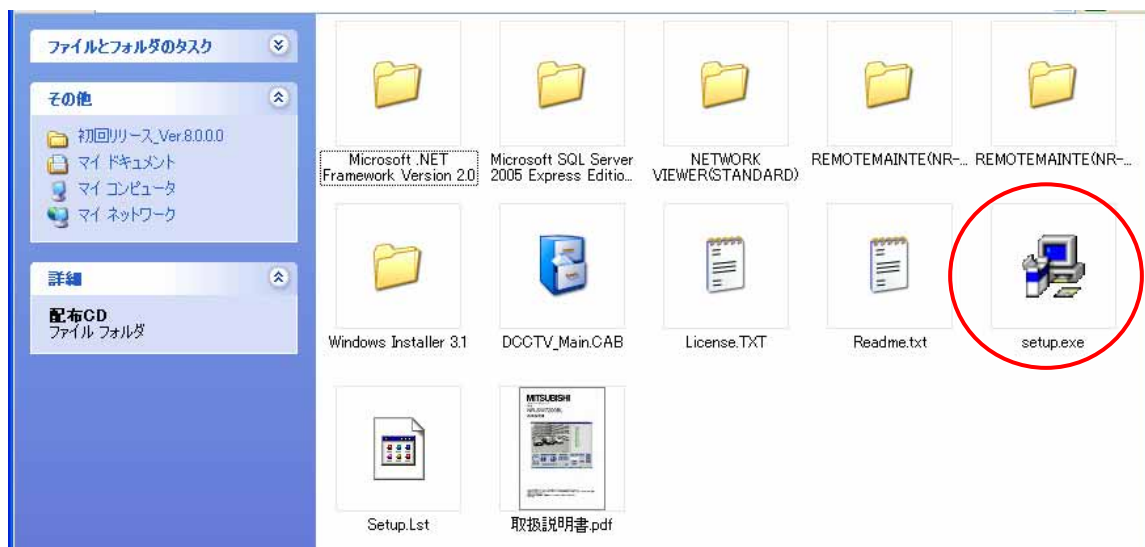 ファイルとフォルダのタスク
その他
初回リリース_Ver.8.0.0.0
マイ ドキュメント
マイ コンピュータ
マイ ネットワーク
詳細
配布CD
ファイル フォルダ
Microsoft .NET
Framework Version 2.0
Microsoft SQL Server
2005 Express Editio...
NETWORK
VIEWER(STANDARD)
REMOTEMAINTE(NR-...
REMOTEMAINTE(NR-...
Windows Installer 3.1
DCCTV_Main.CAB
License.TXT
Readme.txt
setup.exe
Setup.Lst
MITSUBISHI
取扱説明書.pdf